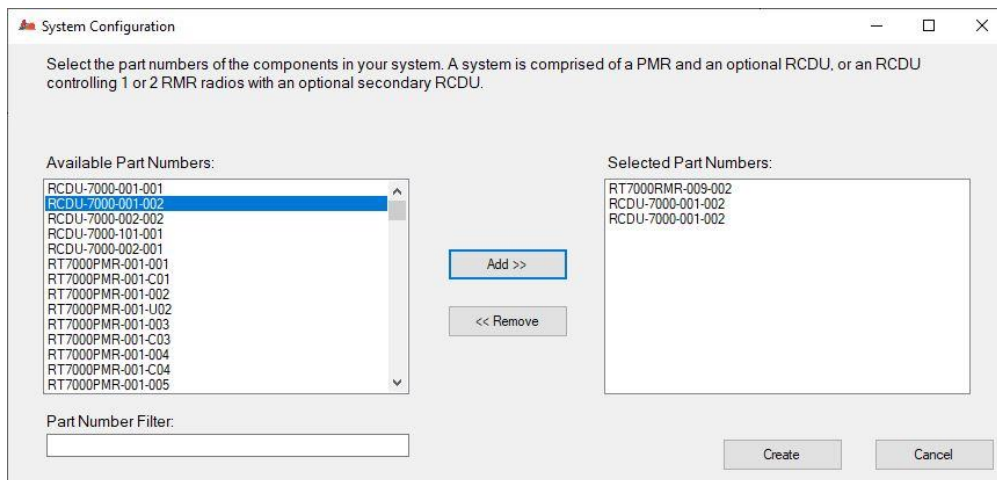 System Configuration
Select the part numbers of the components in your system. A system is comprised of a PMR and an optional RCDU, or an RCDU
controlling 1 or 2 RMR radios with an optional secondary RCDU.
Available Part Numbers:
RCDU-7000-001-001
RCDU-7000-001-002
RCDU-7000-002-002
RCDU-7000-101-001
RCDU-7000-002-001
RT7000PMR-001-001
RT7000PMR-001-C01
RT7000PMR-001-002
RT7000PMR-001-U02
RT7000PMR-001-003
RT7000PMR-001-C03
RT7000PMR-001-004
RT7000PMR-001-C04
RT7000PMR-001-005
Part Number Filter:
Add >>
<< Remove
Selected Part Numbers:
RT7000RMR-009-002
RCDU-7000-001-002
RCDU-7000-001-002
Create
Cancel